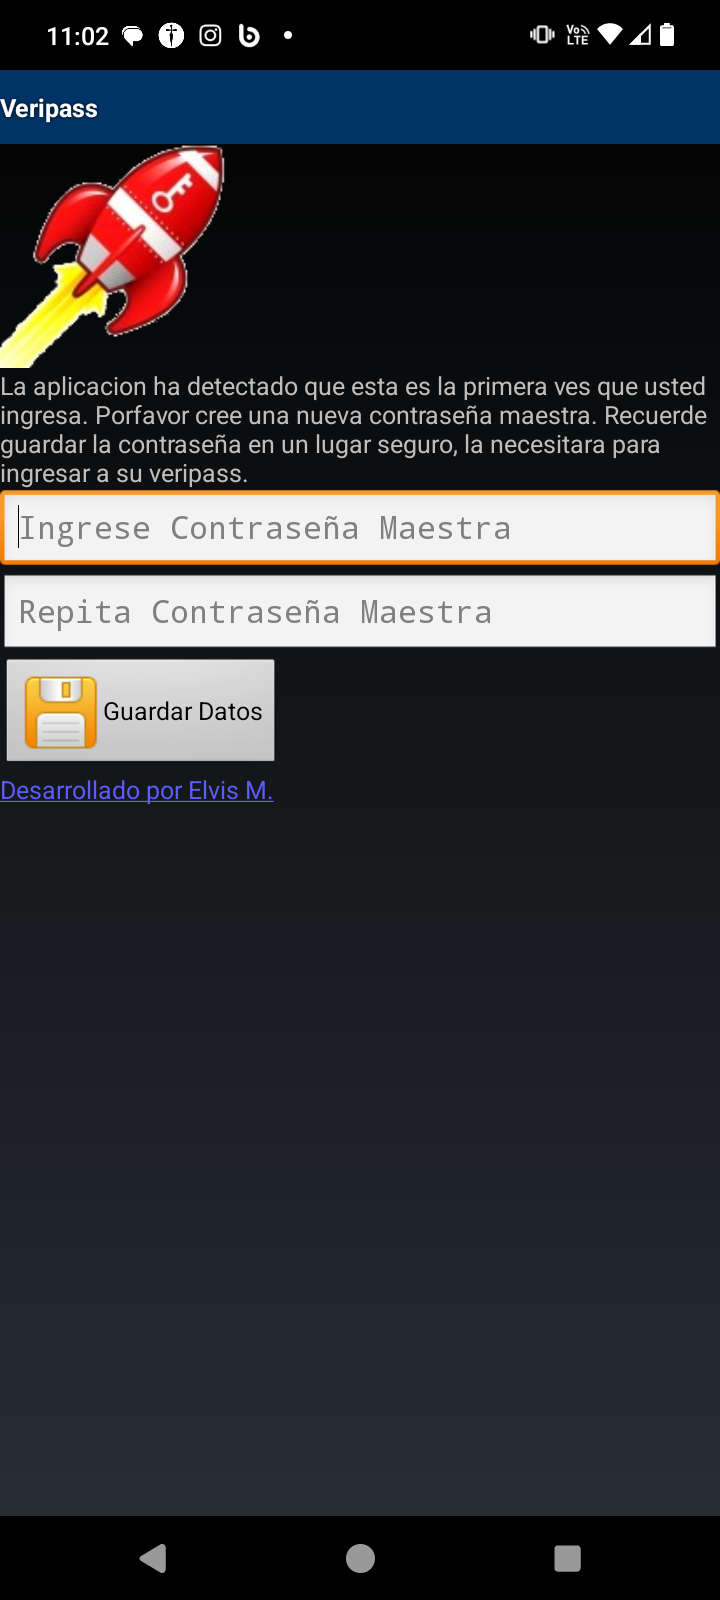 11:02
Vo LTE
Veripass
La aplicacion ha detectado que esta es la primera ves que usted
ingresa. Porfavor cree una nueva contraseña maestra. Recuerde
guardar la contraseña en un lugar seguro, la necesitara para
ingresar a su veripass.
Ingrese Contraseña Maestra
Repita Contraseña Maestra
Guardar Datos
Desarrollado por Elvis M.